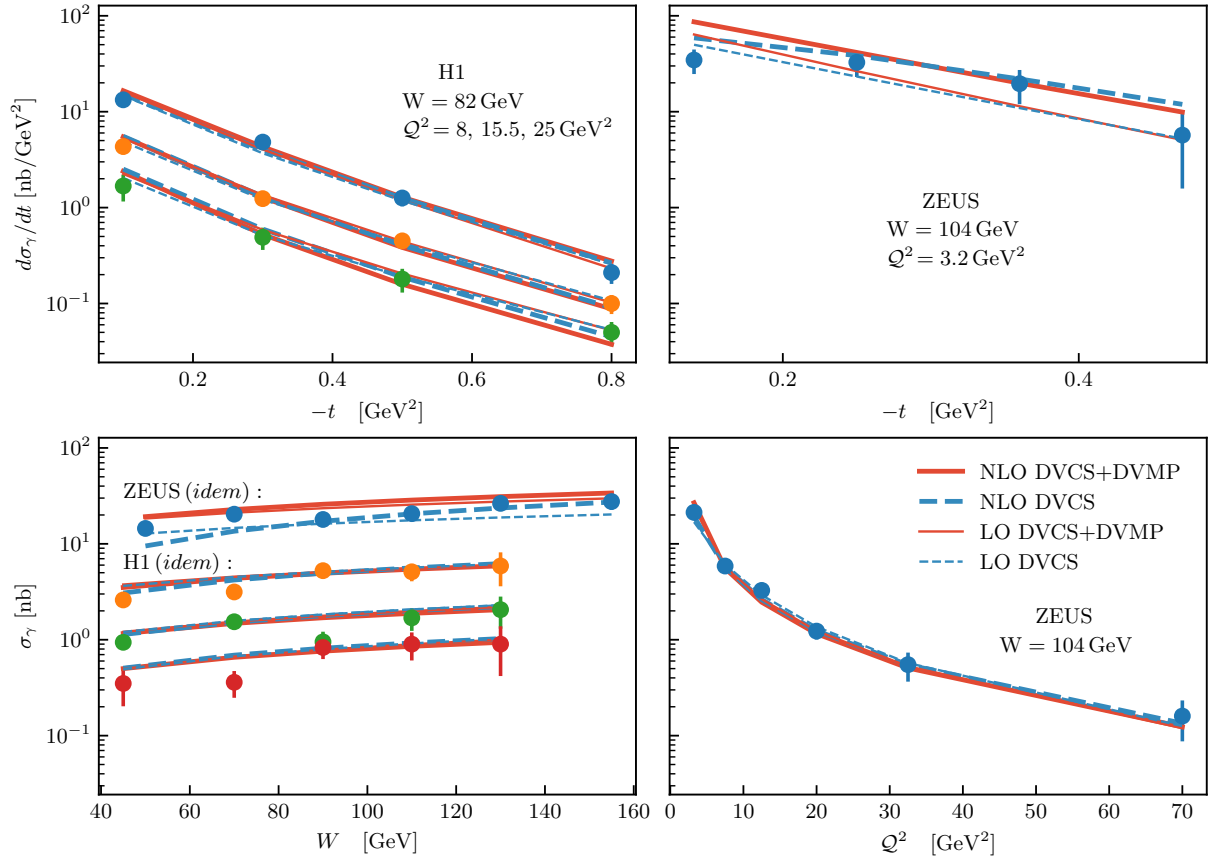 10²
10¹
10⁰
10⁻¹
dσ_γ/dt [nb/GeV²]
H1
W = 82 GeV
𝒬² = 8, 15.5, 25 GeV²
0.2
0.4
0.6
0.8
−t [GeV²]
ZEUS
W = 104 GeV
𝒬² = 3.2 GeV²
0.2
0.4
−t [GeV²]
10²
10¹
10⁰
10⁻¹
σ_γ [nb]
ZEUS (idem) :
H1 (idem) :
40
60
80
100
120
140
160
W [GeV]
NLO DVCS+DVMP
NLO DVCS
LO DVCS+DVMP
LO DVCS
ZEUS
W = 104 GeV
0
10
20
30
40
50
60
70
𝒬² [GeV²]